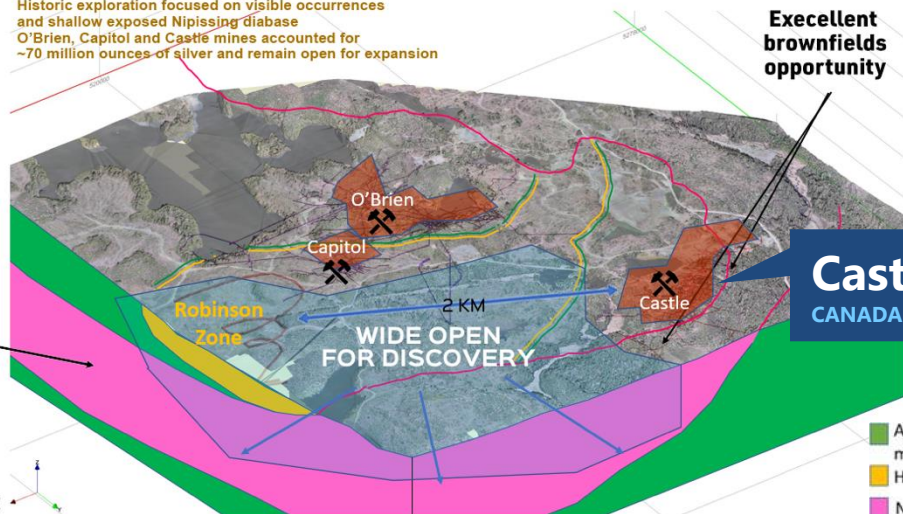 Historic exploration focused on visible occurrences
and shallow exposed Nipissing diabase
O'Brien, Capitol and Castle mines accounted for
~70 million ounces of silver and remain open for expansion
Execellent
brownfields
opportunity
O'Brien
Capitol
Castle
Robinson
Zone
2 KM
WIDE OPEN
FOR DISCOVERY
Cast
CANADA
A
m
H
N